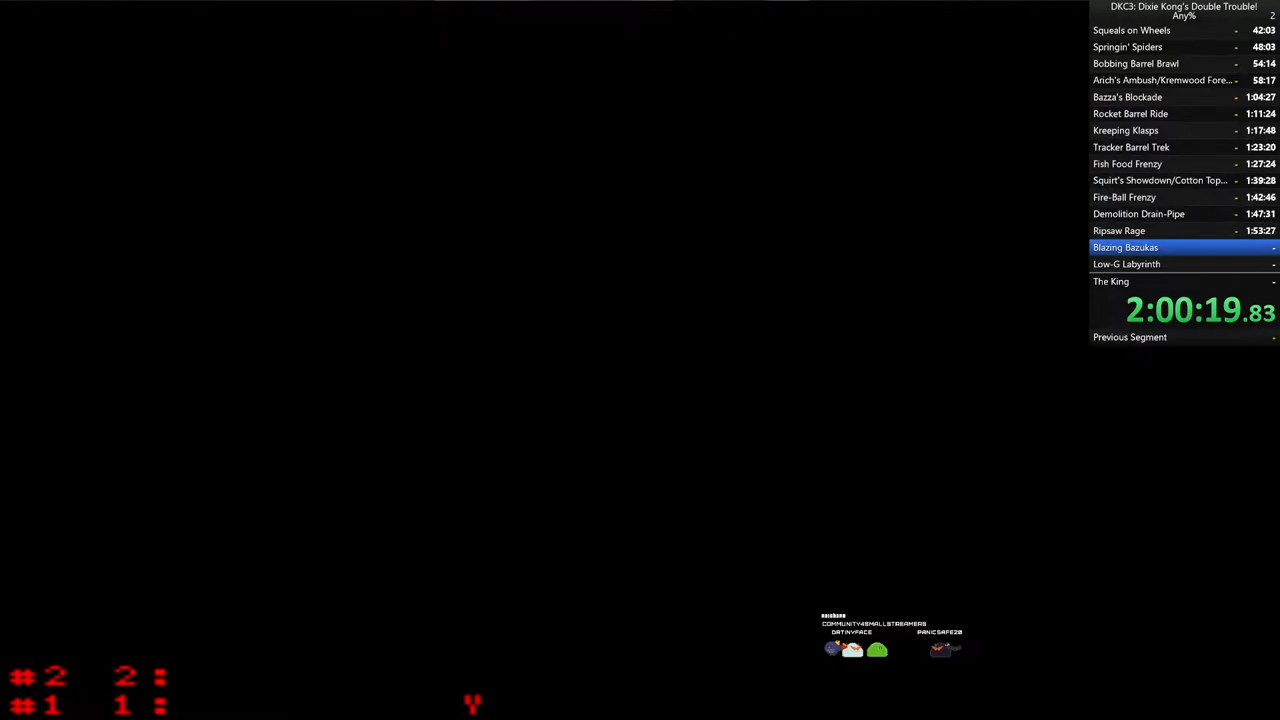 DKC3: Dixie Kong's Double Trouble!
Any% 2
Squeals on Wheels - 42:03
Springin' Spiders - 48:03
Bobbing Barrel Brawl - 54:14
Arich's Ambush/Kremwood Fore... - 58:17
Bazza's Blockade - 1:04:27
Rocket Barrel Ride - 1:11:24
Kreeping Klasps - 1:17:48
Tracker Barrel Trek - 1:23:20
Fish Food Frenzy - 1:27:24
Squirt's Showdown/Cotton Top... - 1:39:28
Fire-Ball Frenzy - 1:42:46
Demolition Drain-Pipe - 1:47:31
Ripsaw Rage - 1:53:27
Blazing Bazukas -
Low-G Labyrinth -
The King -
2:00:19.83
Previous Segment -
COMMUNITY4SMALLSTREAMERS
DATINYFACE PANICSAFE20
#2 2:
#1 1: Y